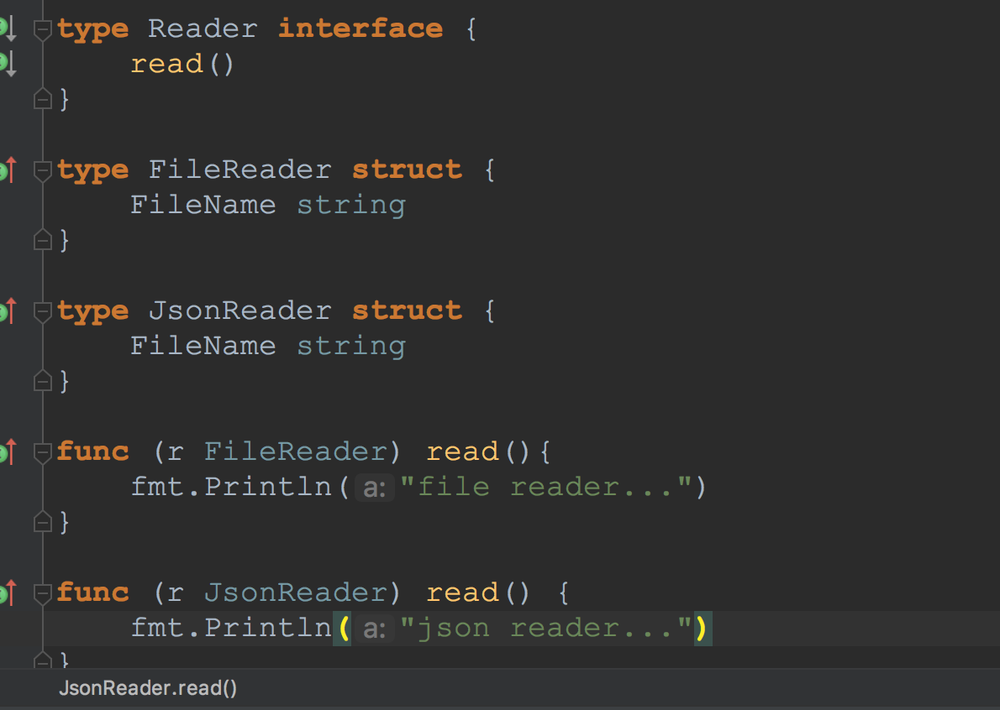 type Reader interface {
    read()
}
type FileReader struct {
    FileName string
}
type JsonReader struct {
    FileName string
}
func (r FileReader) read(){
    fmt.Println( a: "file reader...")
}
func (r JsonReader) read() {
    fmt.Println( a: "json reader...")
}
JsonReader.read()